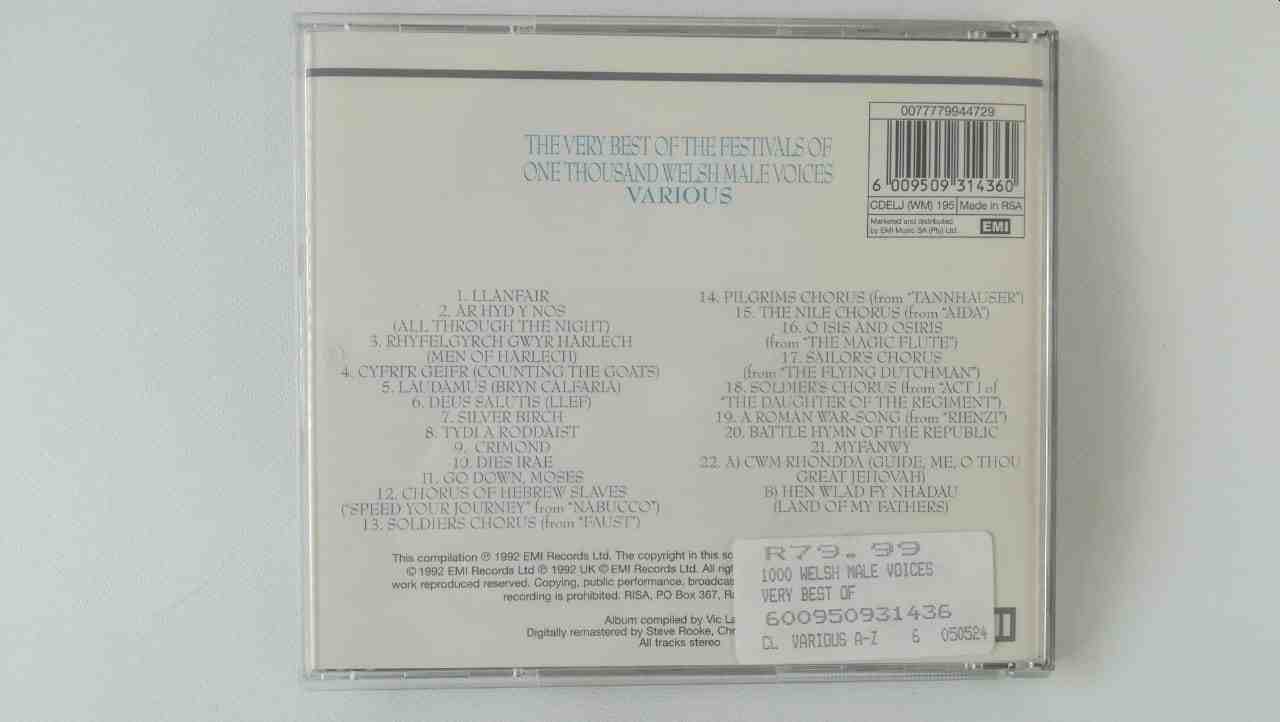 0077779944729
6 009509 314360
CDELJ (WM) 195 Made in RSA
Marketed and distributed
by EMI Music SA (Pty) Ltd.
EMI
THE VERY BEST OF THE FESTIVALS OF
ONE THOUSAND WELSH MALE VOICES
VARIOUS
1. LLANFAIR
2. AR HYD Y NOS
(ALL THROUGH THE NIGHT)
3. RHYFELGYRCH GWYR HARLECH
(MEN OF HARLECH)
4. CYFRI'R GEIFR (COUNTING THE GOATS)
5. LAUDAMUS (BRYN CALFARIA)
6. DEUS SALUTIS (LLEF)
7. SILVER BIRCH
8. TYDI A RODDAIST
9. CRIMOND
10. DIES IRAE
11. GO DOWN, MOSES
12. CHORUS OF HEBREW SLAVES
("SPEED YOUR JOURNEY" from "NABUCCO")
13. SOLDIERS CHORUS (from "FAUST")
14. PILGRIMS CHORUS (from "TANNHAUSER")
15. THE NILE CHORUS (from "AIDA")
16. O ISIS AND OSIRIS
(from "THE MAGIC FLUTE")
17. SAILOR'S CHORUS
(from "THE FLYING DUTCHMAN")
18. SOLDIER'S CHORUS (from "ACT 1 of
"THE DAUGHTER OF THE REGIMENT").
19. A ROMAN WAR-SONG (from "RIENZI")
20. BATTLE HYMN OF THE REPUBLIC
21. MYFANWY
22. A) CWM RHONDDA (GUIDE, ME, O THOU
GREAT JEHOVAH)
B) HEN WLAD FY NHADAU
(LAND OF MY FATHERS)
This compilation ℗ 1992 EMI Records Ltd. The copyright in this
© 1992 EMI Records Ltd ℗ 1992 UK © EMI Records Ltd. All
work reproduced reserved. Copying, public performance,
recording is prohibited. RISA, PO Box 367,
Album compiled by Vic
Digitally remastered by Steve Rooke,
All tracks stereo
R79.99
1000 WELSH MALE VOICES
VERY BEST OF
600950931436
CL VARIOUS A-Z 6 050524